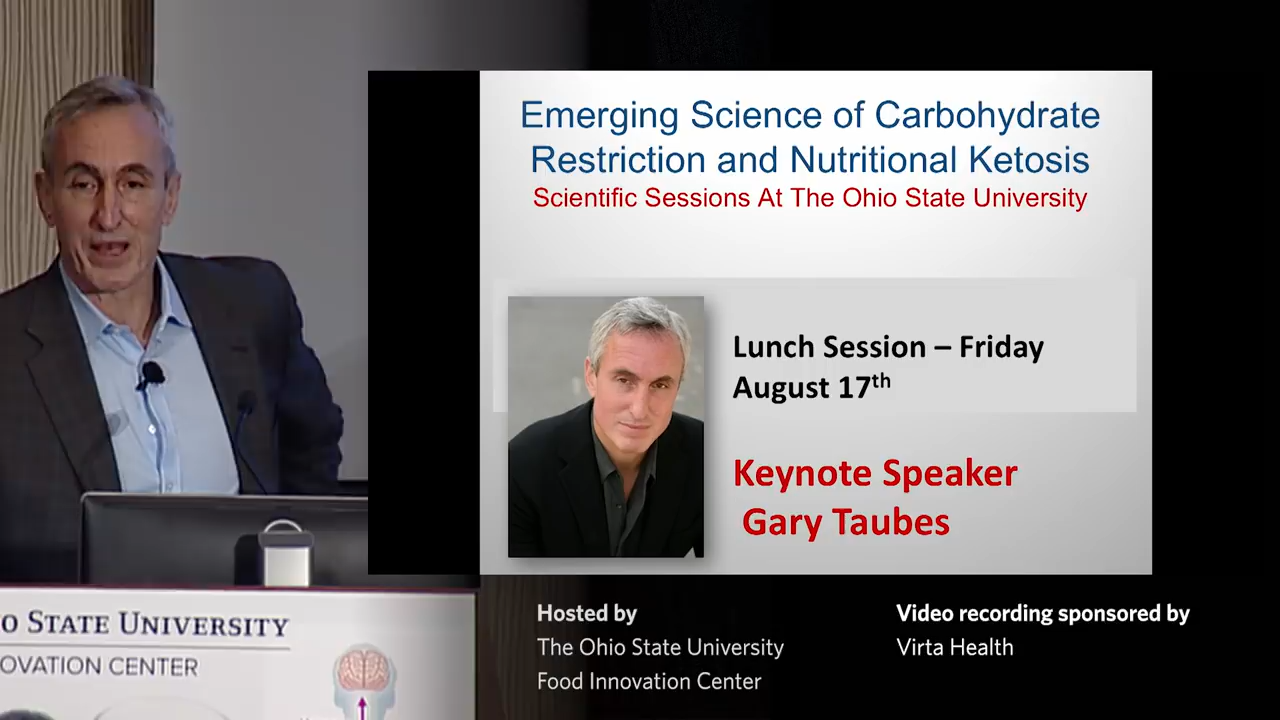 Emerging Science of Carbohydrate
Restriction and Nutritional Ketosis
Scientific Sessions At The Ohio State University
Lunch Session – Friday
August 17th
Keynote Speaker
Gary Taubes
Hosted by
The Ohio State University
Food Innovation Center
Video recording sponsored by
Virta Health
O STATE UNIVERSITY
NOVATION CENTER